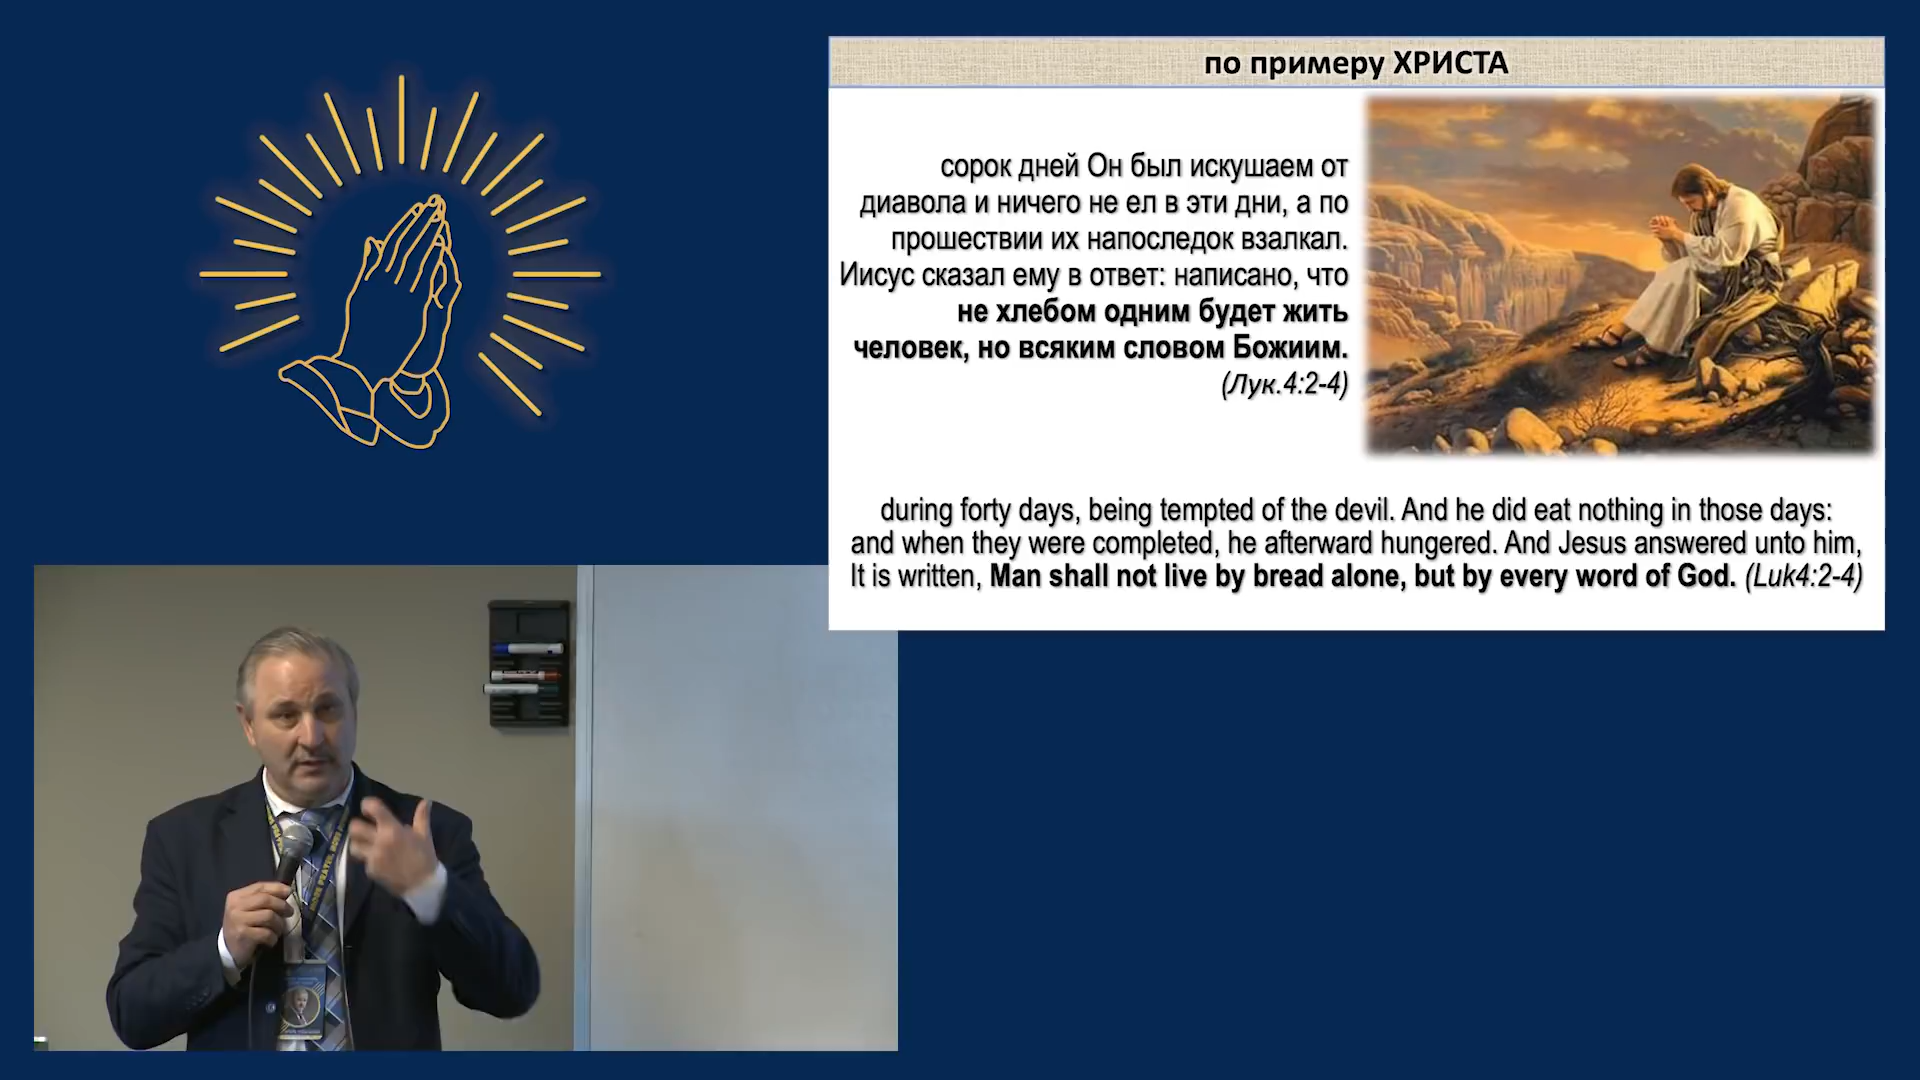 по примеру ХРИСТА
сорок дней Он был искушаем от
диавола и ничего не ел в эти дни, а по
прошествии их напоследок взалкал.
Иисус сказал ему в ответ: написано, что
не хлебом одним будет жить
человек, но всяким словом Божиим.
(Лук.4:2-4)
during forty days, being tempted of the devil. And he did eat nothing in those days:
and when they were completed, he afterward hungered. And Jesus answered unto him,
It is written, Man shall not live by bread alone, but by every word of God. (Luk4:2-4)
MORE PRAYER, MORE